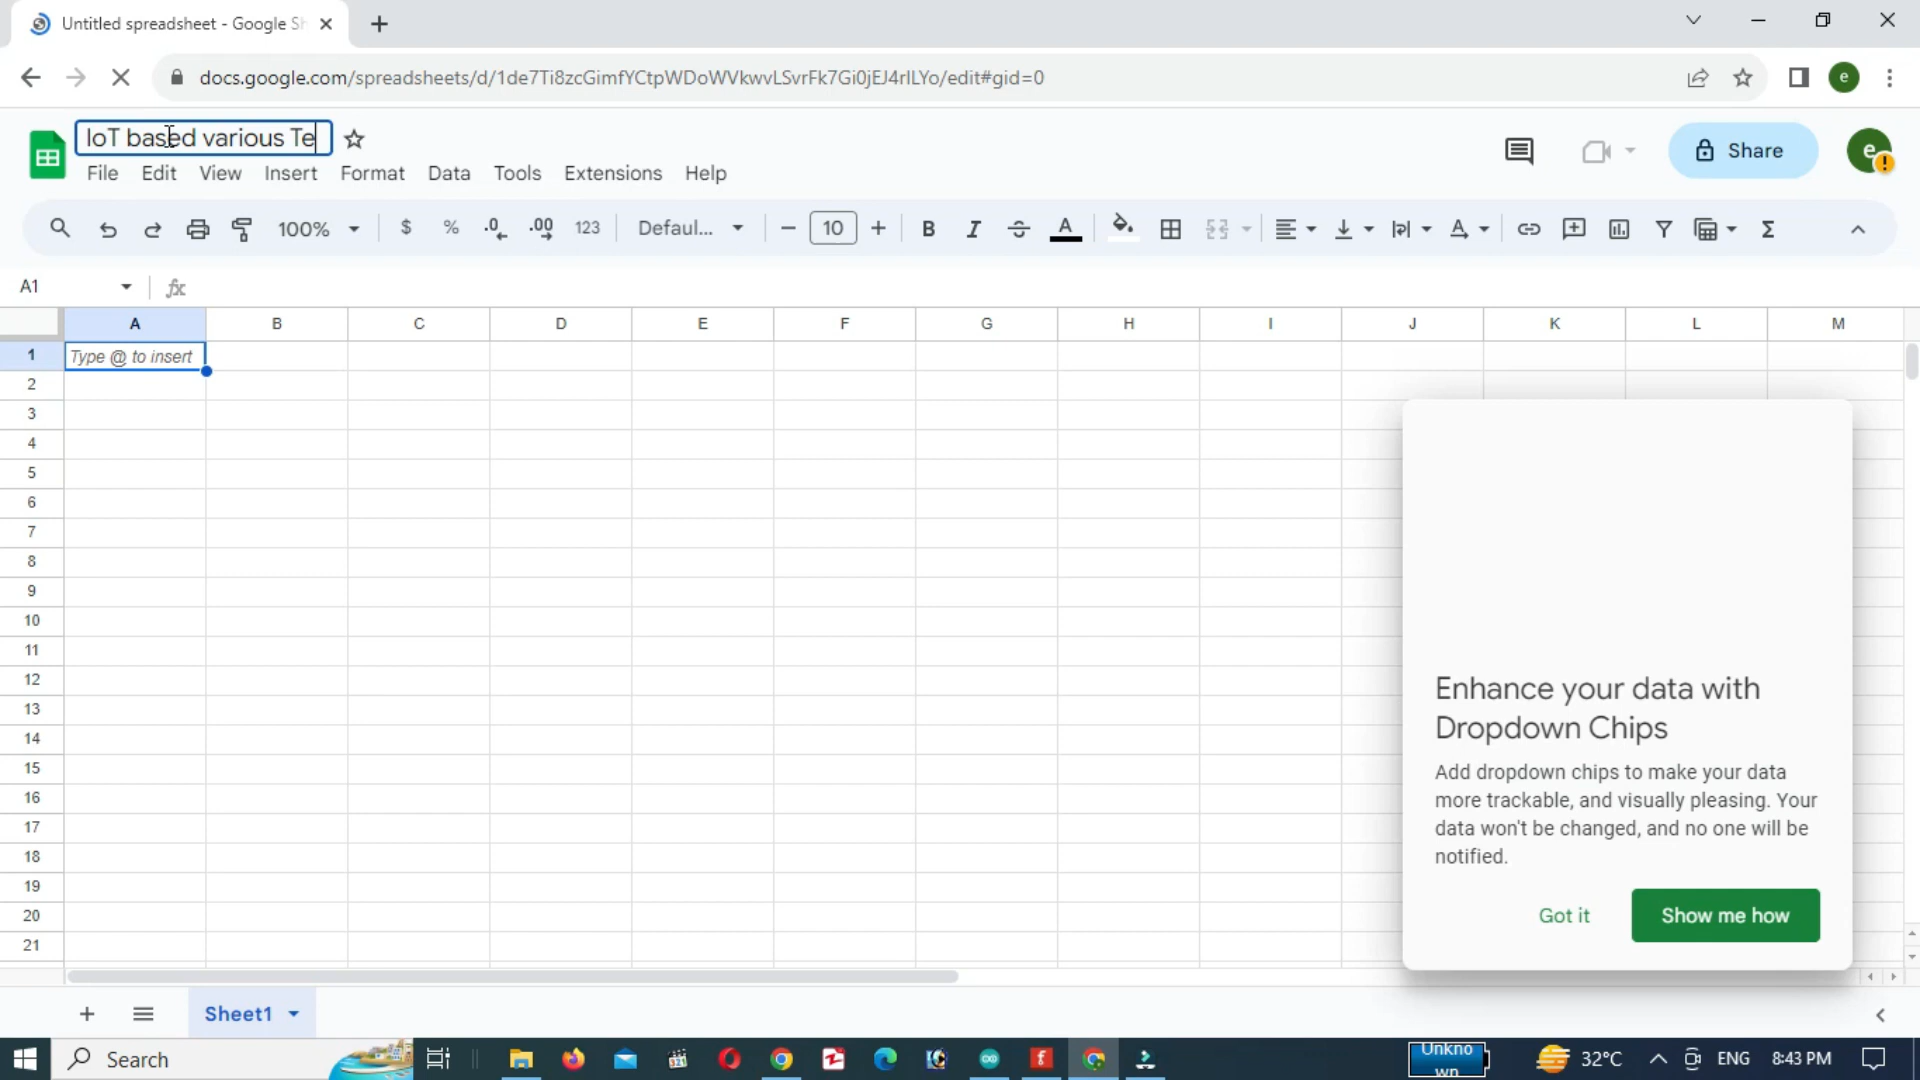 Untitled spreadsheet - Google Sh
docs.google.com/spreadsheets/d/1de7Ti8zcGimfYCtpWDoWVkwvLSvrFk7Gi0jEJ4rILYo/edit#gid=0
e
IoT based various Te
Share
e
File Edit View Insert Format Data Tools Extensions Help
100% $ % .0 .00 123 Defaul... 10 B I A
A1 fx
A B C D E F G H I J K L M
1 Type @ to insert
2
3
4
5
6
7
8
9
10
11
12
13
14
15
16
17
18
19
20
21
Enhance your data with
Dropdown Chips
Add dropdown chips to make your data
more trackable, and visually pleasing. Your
data won't be changed, and no one will be
notified.
Got it Show me how
Sheet1
Search
Unkno
wn
32°C ENG 8:43 PM